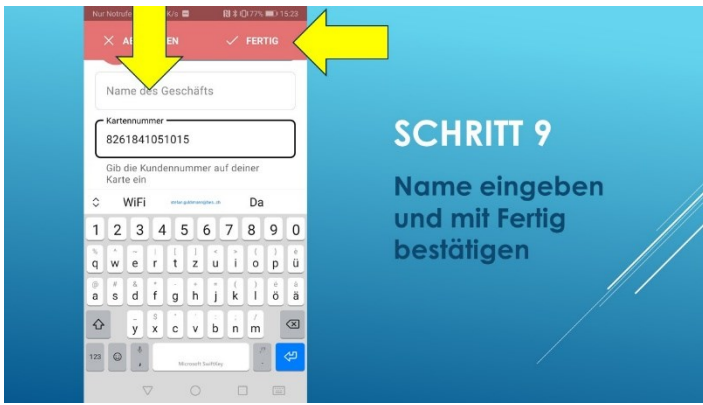 Nur Notrufe K/s 77% 15:23
FERTIG
Name des Geschäfts
Kartennummer
8261841051015
Gib die Kundennummer auf deiner
Karte ein
WiFi Da
1 2 3 4 5 6 7 8 9 0
q w e r t z u i o p ü
a s d f g h j k l ö ä
y x c v b n m
123 Microsoft SwiftKey
SCHRITT 9
Name eingeben
und mit Fertig
bestätigen